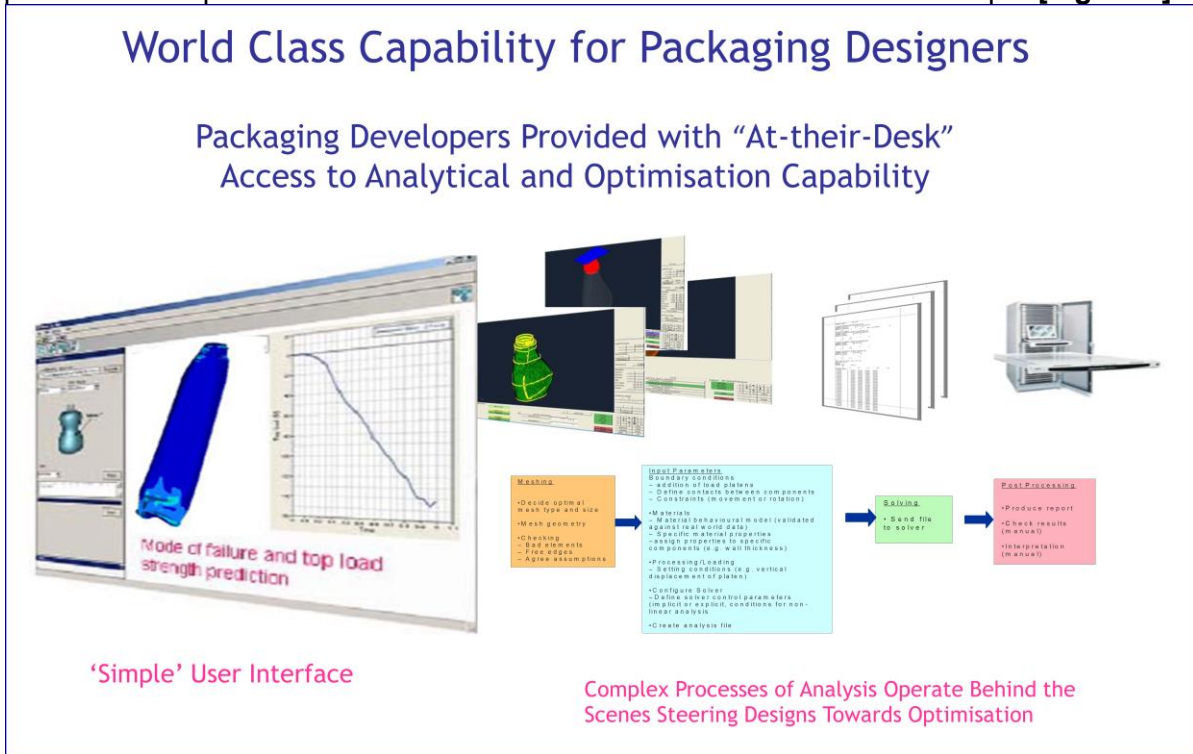 World Class Capability for Packaging Designers
Packaging Developers Provided with “At-their-Desk”
Access to Analytical and Optimisation Capability
Mode of failure and top load
strength prediction
Meshing
•Decide optimal
mesh type and size
•Mesh geometry
•Checking
– Bad elements
– Free edges
– Agree assumptions
Input Parameters
Boundary conditions
– addition of load platens
– Define contacts between components
– Constraints (movement or rotation)
•Materials
– Material behavioural model (validated
against real world data)
– Specific material properties
–assign properties to specific
components (e.g. wall thickness)
•Processing/Loading
– Setting conditions (e.g. vertical
displacement of platen)
•Configure Solver
–Define solver control parameters
(implicit or explicit, conditions for non-
linear analysis
•Create analysis file
Solving
• Send file
to solver
Post Processing
•Produce report
•Check results
(manual)
•Interpretation
(manual)
‘Simple’ User Interface
Complex Processes of Analysis Operate Behind the
Scenes Steering Designs Towards Optimisation